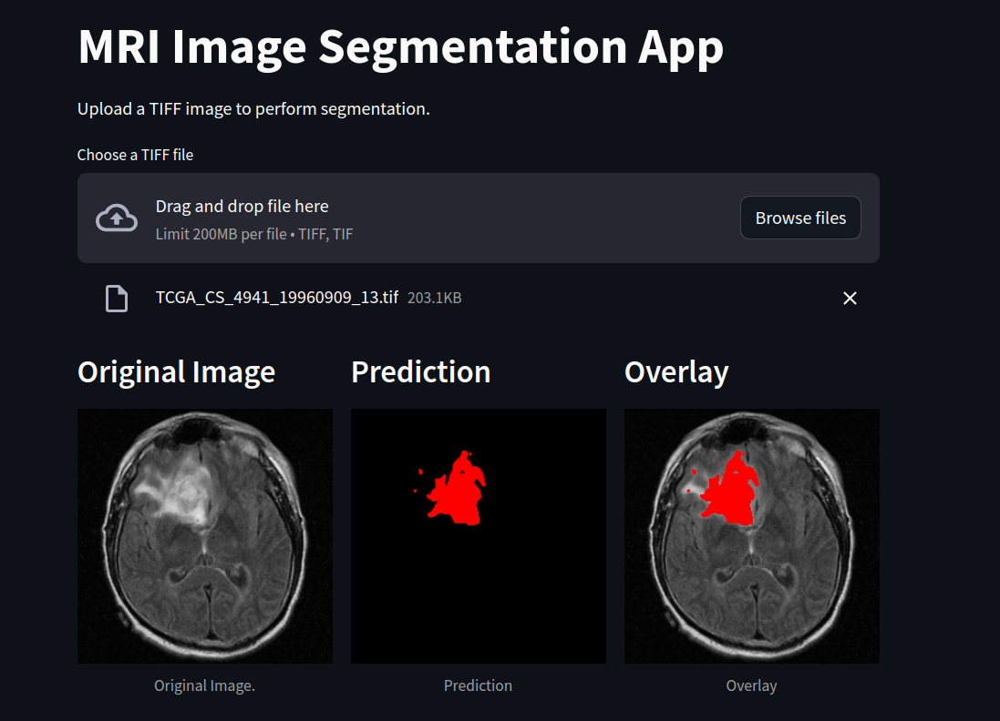 MRI Image Segmentation App
Upload a TIFF image to perform segmentation.
Choose a TIFF file
Drag and drop file here
Limit 200MB per file • TIFF, TIF
Browse files
TCGA_CS_4941_19960909_13.tif 203.1KB
Original Image
Prediction
Overlay
Original Image.
Prediction
Overlay